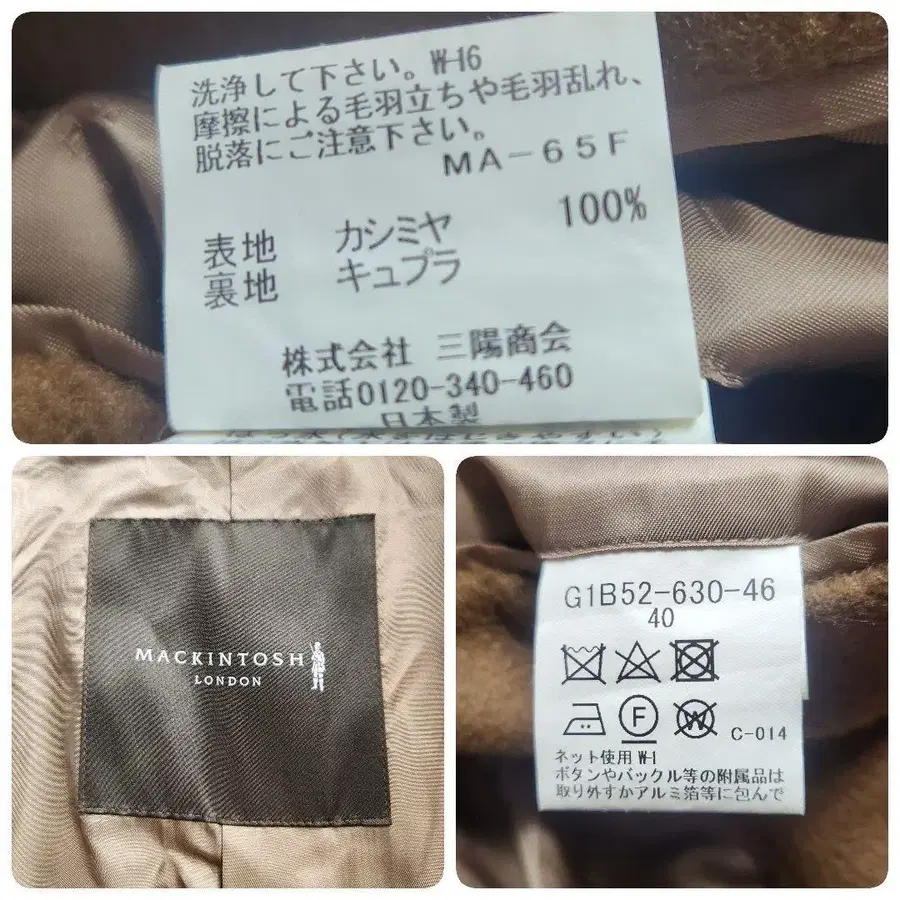 洗浄して下さい。W-16
摩擦による毛羽立ちや毛羽乱れ、
脱落にご注意下さい。
MA-65F
表地 カシミヤ 100%
裏地 キュプラ
株式会社 三陽商会
電話0120-340-460
日本製
MACKINTOSH
LONDON
G1B52-630-46
40
F W C-014
ネット使用 W-1
ボタンやバックル等の附属品は
取り外すかアルミ箔等に包んで